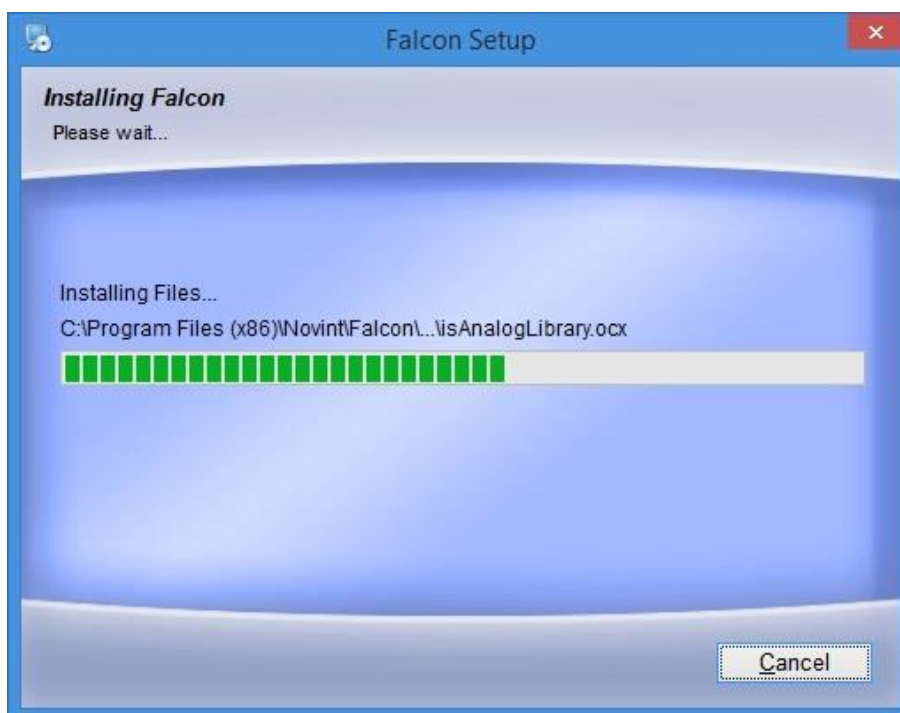 Falcon Setup
Installing Falcon
Please wait...
Installing Files...
C:\Program Files (x86)\Novint\Falcon\...\isAnalogLibrary.ocx
Cancel